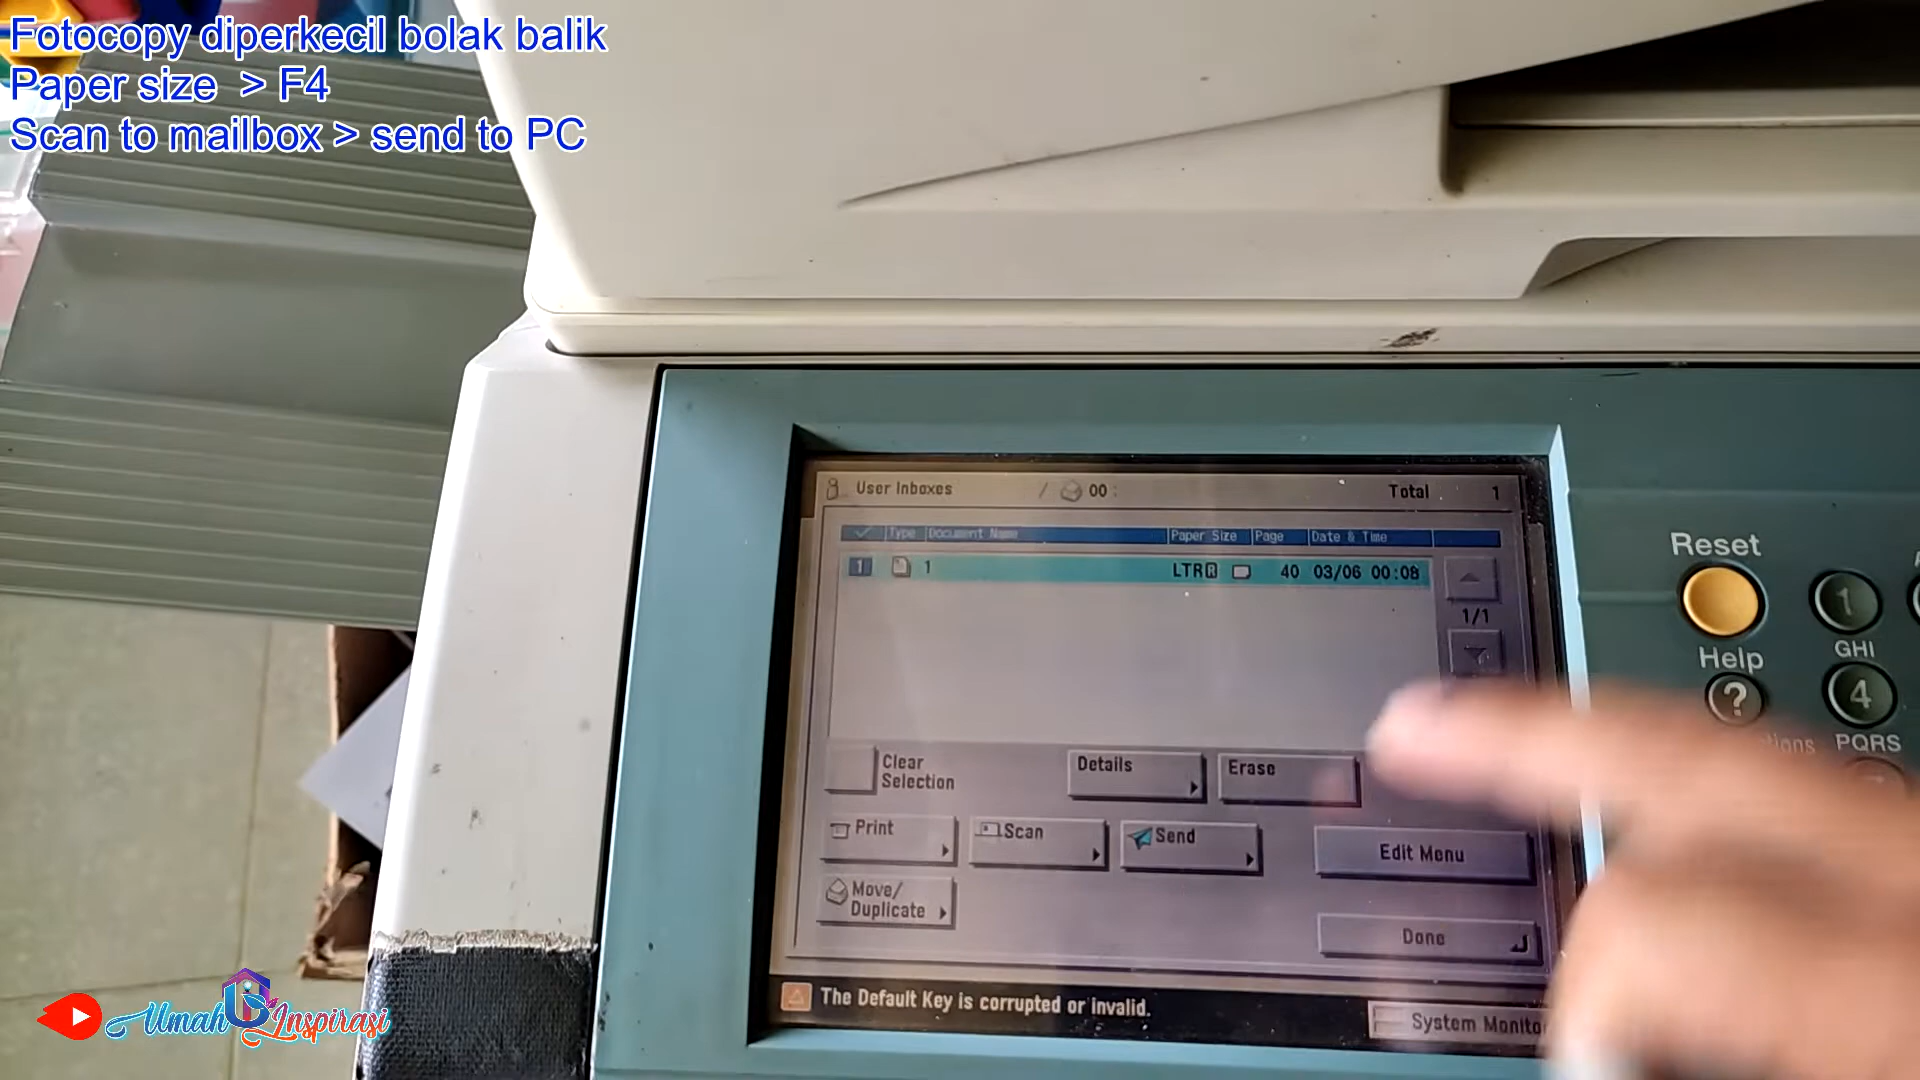 Fotocopy diperkecil bolak balik
Paper size > F4
Scan to mailbox > send to PC
User Inboxes / 00 : Total 1
Type Document Name Paper Size Page Date & Time
1 1 LTRR 40 03/06 00:08
1/1
Clear
Selection
Details
Erase
Print
Scan
Send
Edit Menu
Move/
Duplicate
Done
The Default Key is corrupted or invalid.
System Monito
Reset
1
Help
GHI
?
4
PQRS
Umah Inspirasi